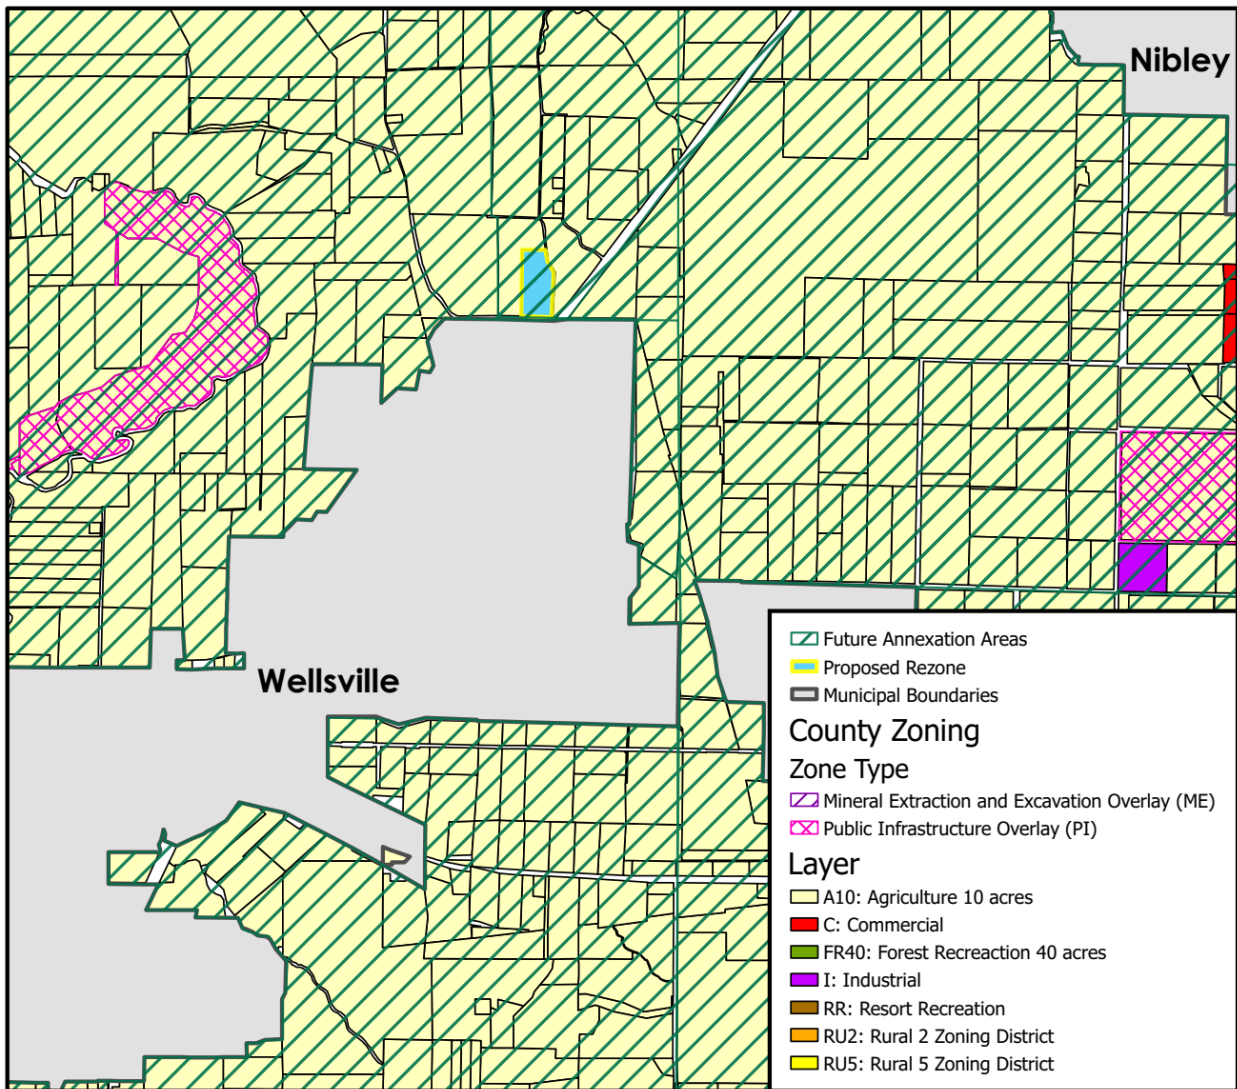 Nibley
Wellsville
Future Annexation Areas
Proposed Rezone
Municipal Boundaries
County Zoning
Zone Type
Mineral Extraction and Excavation Overlay (ME)
Public Infrastructure Overlay (PI)
Layer
A10: Agriculture 10 acres
C: Commercial
FR40: Forest Recreaction 40 acres
I: Industrial
RR: Resort Recreation
RU2: Rural 2 Zoning District
RU5: Rural 5 Zoning District